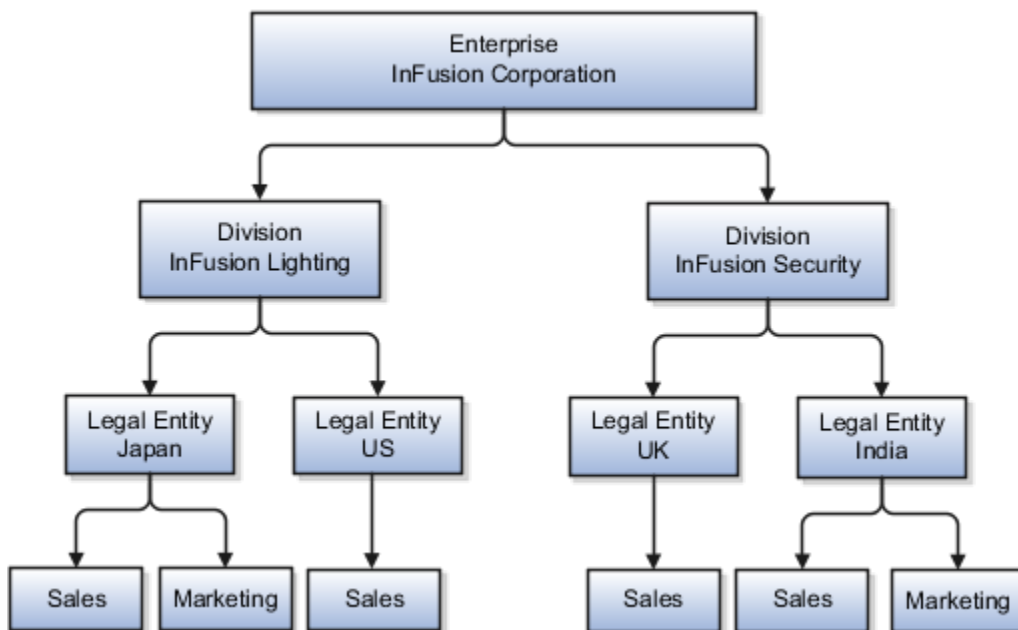 Enterprise
InFusion Corporation
Division
InFusion Lighting
Division
InFusion Security
Legal Entity
Japan
Legal Entity
US
Legal Entity
UK
Legal Entity
India
Sales
Marketing
Sales
Sales
Sales
Marketing